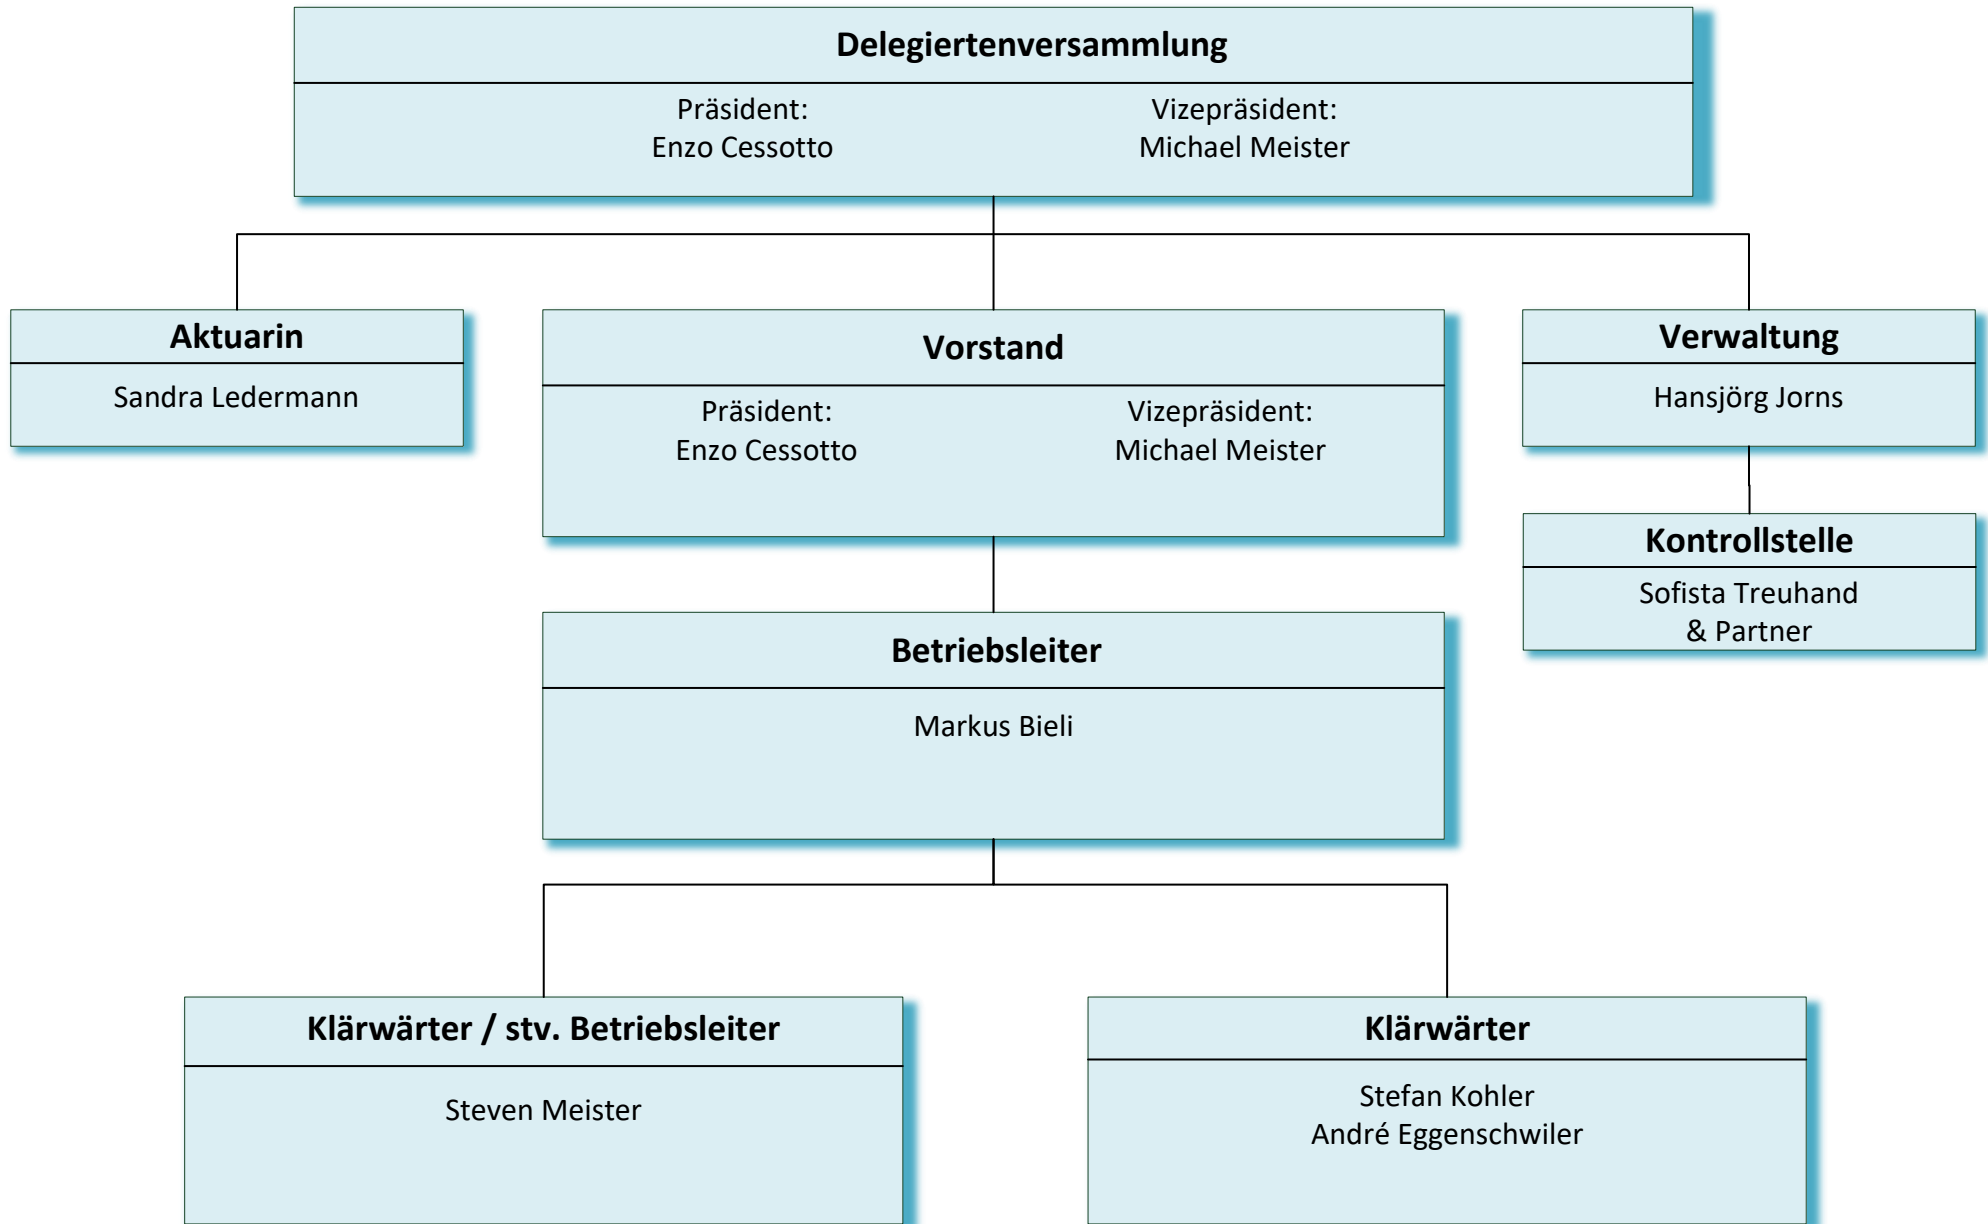 Delegiertenversammlung
Präsident:
Enzo Cessotto
Vizepräsident:
Michael Meister
Aktuarin
Sandra Ledermann
Vorstand
Präsident:
Enzo Cessotto
Vizepräsident:
Michael Meister
Verwaltung
Hansjörg Jorns
Kontrollstelle
Sofista Treuhand
& Partner
Betriebsleiter
Markus Bieli
Klärwärter / stv. Betriebsleiter
Steven Meister
Klärwärter
Stefan Kohler
André Eggenschwiler